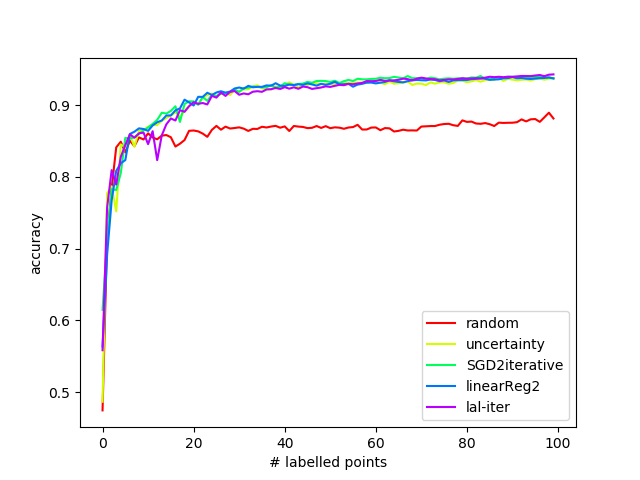 0.9
0.8
0.7
0.6
0.5
accuracy
0 20 40 60 80 100
# labelled points
random
uncertainty
SGD2iterative
linearReg2
lal-iter